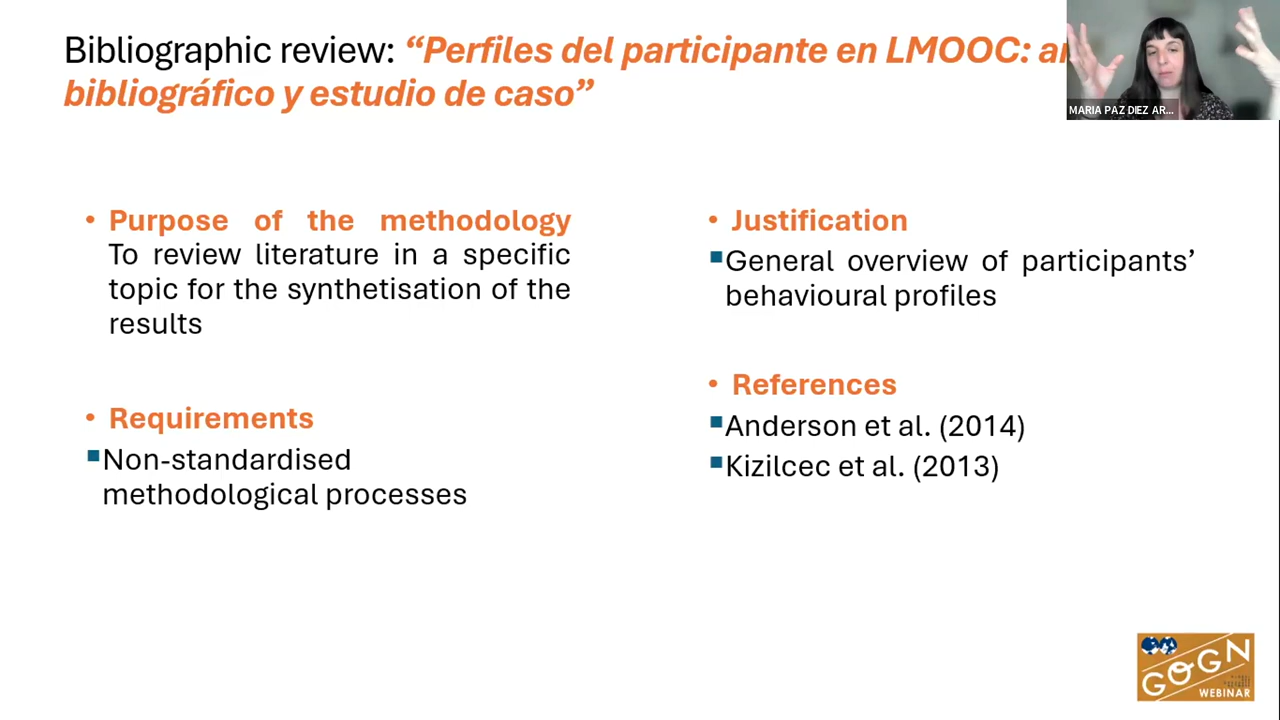 Bibliographic review: “Perfiles del participante en LMOOC:
bibliográfico y estudio de caso”
MARIA PAZ DIEZ AR...
• Purpose of the methodology
To review literature in a specific
topic for the synthetisation of the
results
• Requirements
Non-standardised
methodological processes
• Justification
General overview of participants’
behavioural profiles
• References
Anderson et al. (2014)
Kizilcec et al. (2013)
GOGN
WEBINAR